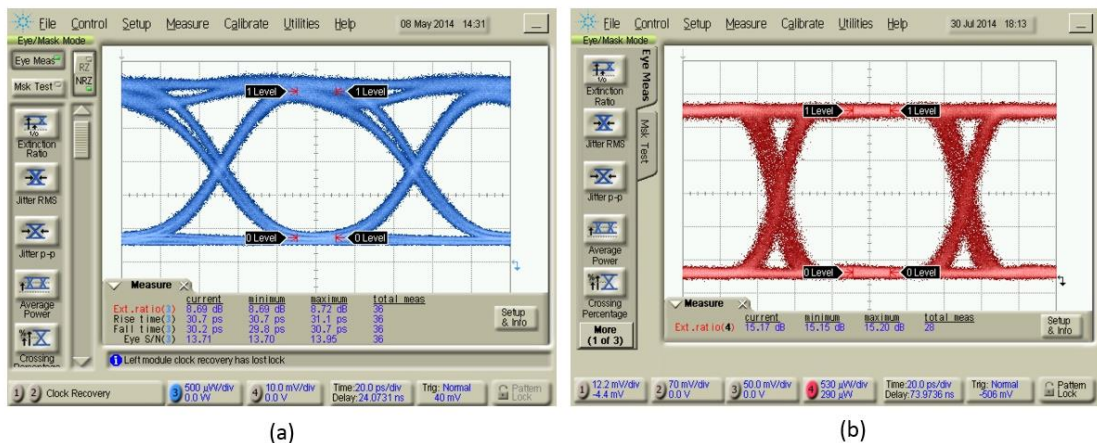 File Control Setup Measure Calibrate Utilities Help 08 May 2014 14:31
Eye/Mask Mode
Eye Meas
RZ
NRZ
Msk Test
Extinction
Ratio
Jitter RMS
Jitter p-p
Average
Power
Crossing
Percentage
1 Level 1 Level
0 Level 0 Level
Measure
current minimum maximum total meas
Ext.ratio(3) 8.69 dB 8.69 dB 8.72 dB 36
Rise time(3) 30.7 ps 30.7 ps 31.1 ps 36
Fall time(3) 30.2 ps 29.8 ps 30.7 ps 36
Eye S/N(3) 13.71 13.70 13.95 36
Setup
& Info
Left module clock recovery has lost lock
1 2 Clock Recovery
3 500 µW/div
0.0 W
4 10.0 mW/div
0.0 V
Time:20.0 ps/div
Delay:24.0731 ns
Trig: Normal
40 mV
Pattern
Lock
(a)
File Control Setup Measure Calibrate Utilities Help 30 Jul 2014 18:13
Eye/Mask Mode
Eye Meas
Msk Test
Extinction
Ratio
Jitter RMS
Jitter p-p
Average
Power
Crossing
Percentage
More
(1 of 3)
1 Level 1 Level
0 Level 0 Level
Measure
current minimum maximum total meas
Ext.ratio(4) 15.17 dB 15.15 dB 15.20 dB 28
Setup
& Info
1 12.2 mV/div
-4.4 mV
2 70 mV/div
0.0 V
3 50.0 mV/div
0.0 V
4 530 µW/div
290 µW
Time:20.0 ps/div
Delay:73.9736 ns
Trig: Normal
-506 mV
Pattern
Lock
(b)